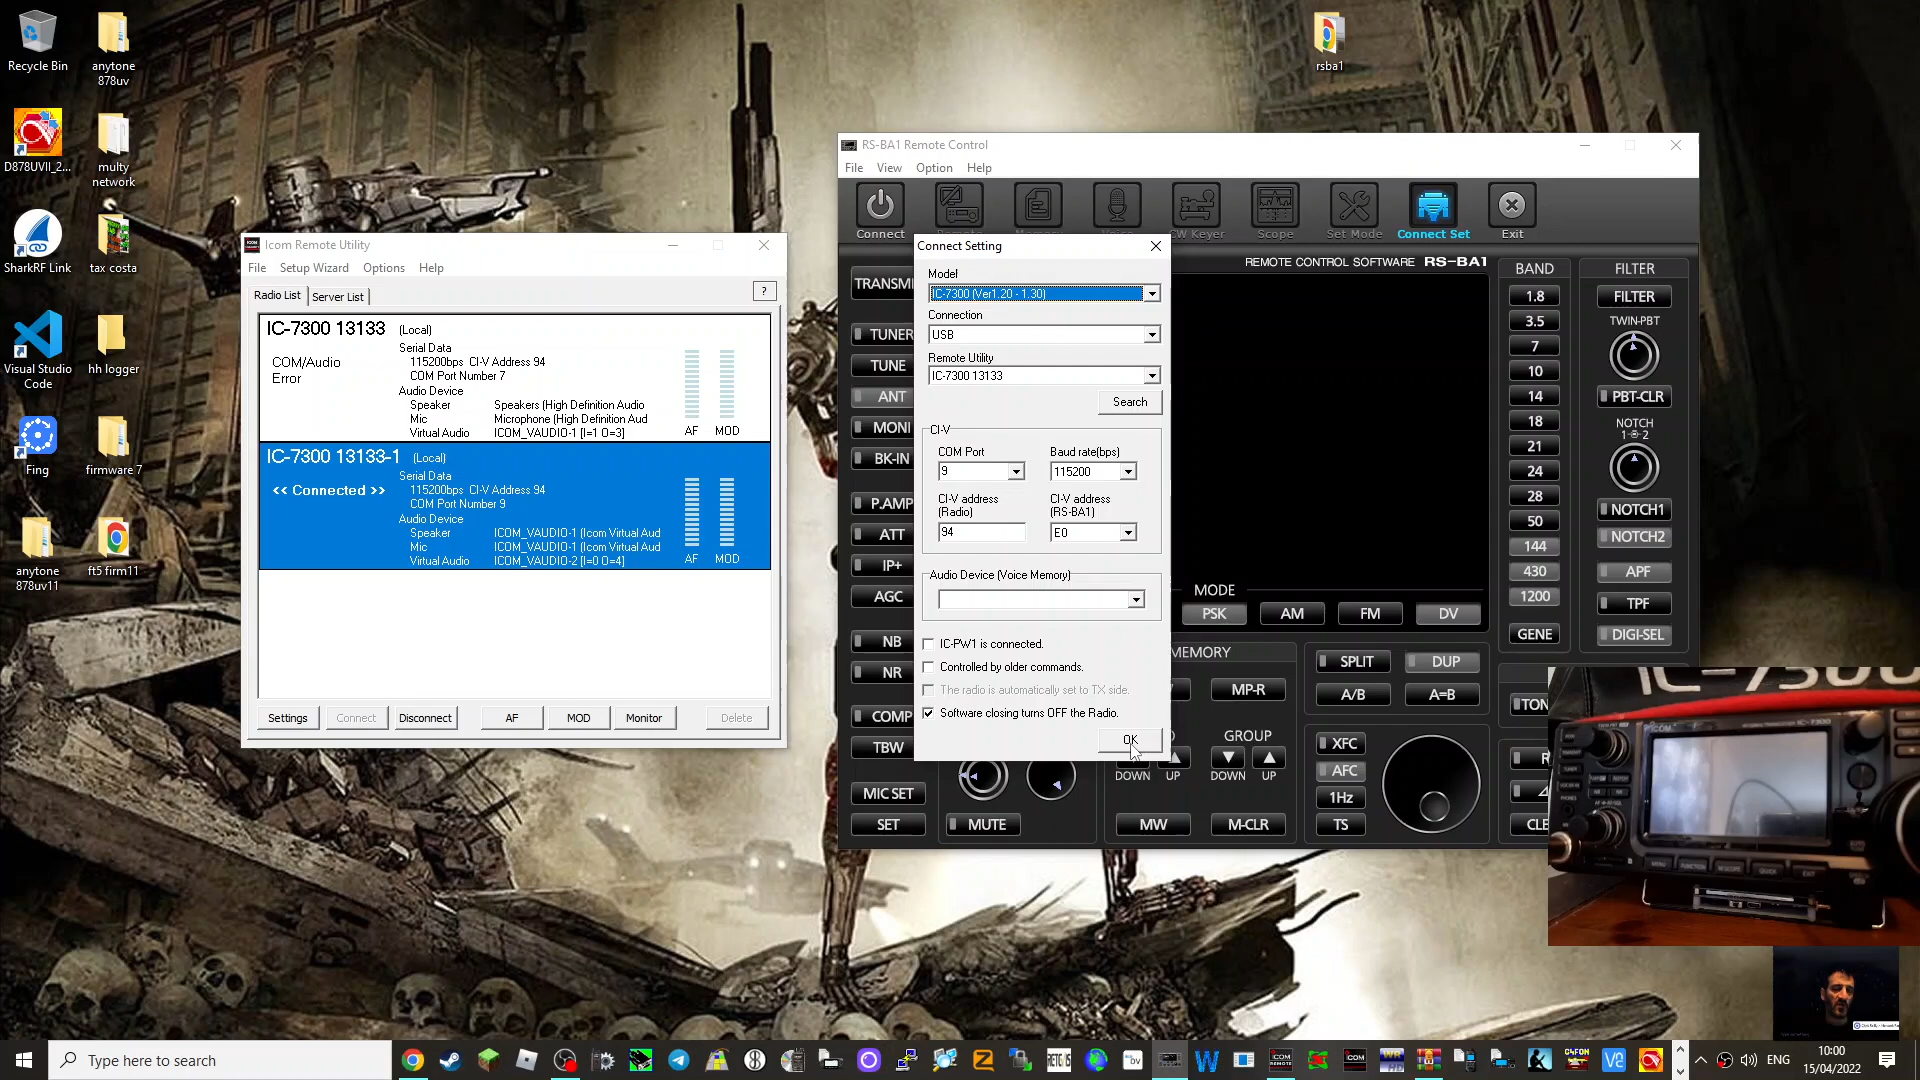 Recycle Bin
anytone
878uv
rsba1
D878UVII_2...
multy
network
SharkRF Link
tax costa
Visual Studio
Code
hh logger
Fing
firmware 7
anytone
878uv11
ft5 firm11
Icom Remote Utility
File Setup Wizard Options Help
Radio List Server List ?
IC-7300 13133 (Local)
COM/Audio
Error
Serial Data
115200bps CI-V Address 94
COM Port Number 7
Audio Device
Speaker Speakers (High Definition Audio
Mic Microphone (High Definition Aud
Virtual Audio ICOM_VAUDIO-1 [I=1 O=3]
AF MOD
IC-7300 13133-1 (Local)
<< Connected >>
Serial Data
115200bps CI-V Address 94
COM Port Number 9
Audio Device
Speaker ICOM_VAUDIO-1 (Icom Virtual Aud
Mic ICOM_VAUDIO-1 (Icom Virtual Aud
Virtual Audio ICOM_VAUDIO-2 [I=0 O=4]
AF MOD
Settings Connect Disconnect AF MOD Monitor Delete
RS-BA1 Remote Control
File View Option Help
Connect CW Keyer Scope Set Mode Connect Set Exit
REMOTE CONTROL SOFTWARE RS-BA1
TRANSMI
TUNER
TUNE
ANT
MONI
BK-IN
P.AMP
ATT
IP+
AGC
NB
NR
COMP
TBW
MIC SET
SET
Connect Setting
Model
IC-7300 (Ver1.20 - 1.30)
Connection
USB
Remote Utility
IC-7300 13133
Search
CI-V
COM Port Baud rate(bps)
9 115200
CI-V address
(Radio)
CI-V address
(RS-BA1)
94 E0
Audio Device (Voice Memory)
IC-PW1 is connected.
Controlled by older commands.
The radio is automatically set to TX side.
Software closing turns OFF the Radio.
OK
MODE
PSK AM FM DV
MEMORY
MP-R
GROUP
DOWN UP DOWN UP
MUTE MW M-CLR
SPLIT DUP
A/B A=B
XFC
AFC
1Hz
TS
BAND
1.8
3.5
7
10
14
18
21
24
28
50
144
430
1200
GENE
FILTER
FILTER
TWIN-PBT
PBT-CLR
NOTCH
1-2
NOTCH1
NOTCH2
APF
TPF
DIGI-SEL
TON
R
CLE
IC-7300
ICOM
IC-7300
Type here to search
ENG
10:00
15/04/2022